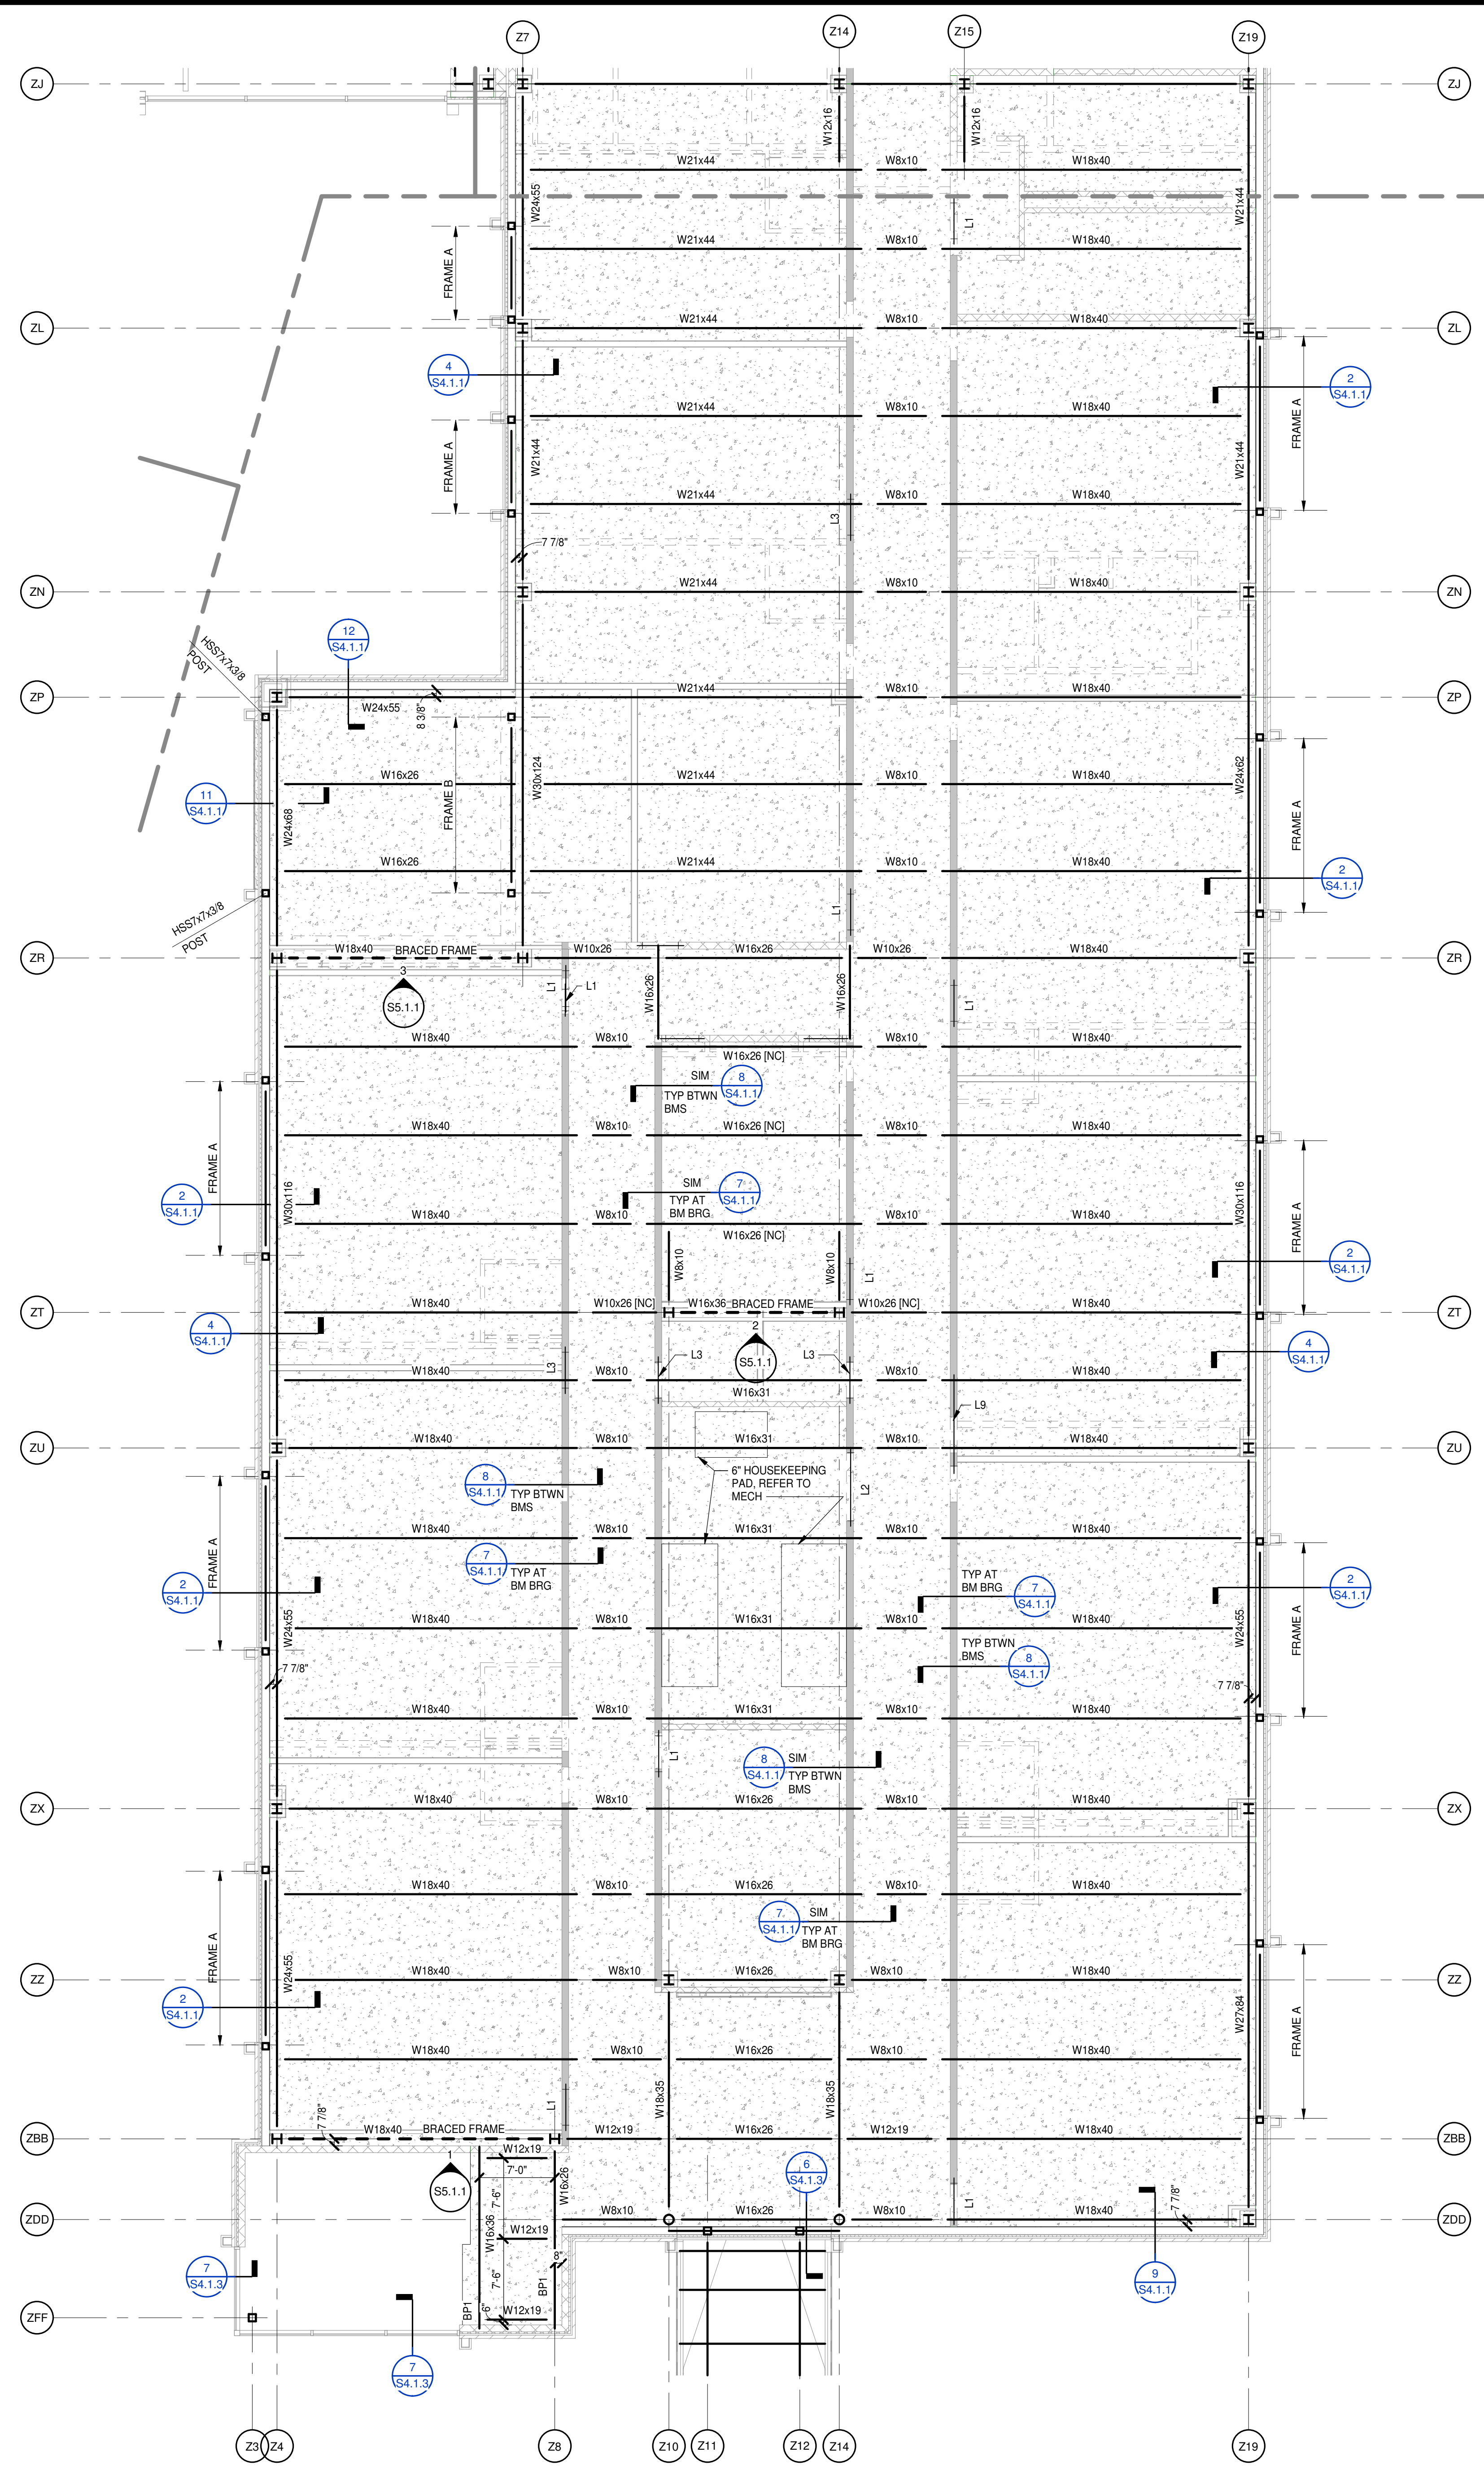 Z7
Z14
Z15
Z19
ZJ
ZJ
W12x16
W12x16
W21x44
W8x10
W18x40
W24x55
W21x44
L1
W21x44
W8x10
W18x40
FRAME A
ZL
W21x44
W8x10
W18x40
ZL
4
S4.1.1
2
S4.1.1
W21x44
W8x10
W18x40
FRAME A
FRAME A
W21x44
W21x44
W21x44
W8x10
W18x40
L3
7 7/8"
ZN
W21x44
W8x10
W18x40
ZN
12
S4.1.1
HSS7x7x3/8
POST
ZP
W24x55
8 3/8"
W21x44
W8x10
W18x40
ZP
W16x26
W30x124
W21x44
W8x10
W18x40
W24x62
11
S4.1.1
W24x68
FRAME B
FRAME A
W16x26
W21x44
W8x10
W18x40
2
S4.1.1
HSS7x7x3/8
POST
L1
ZR
W18x40
BRACED FRAME
W10x26
W16x26
W10x26
W18x40
ZR
3
S5.1.1
L1
L1
W16x26
W16x26
L1
W18x40
W8x10
W16x26 [NC]
W8x10
W18x40
SIM
8
S4.1.1
TYP BTWN
BMS
W18x40
W8x10
W16x26 [NC]
W8x10
W18x40
FRAME A
FRAME A
2
S4.1.1
W30x116
SIM
7
S4.1.1
TYP AT
BM BRG
W30x116
W18x40
W8x10
W16x26 [NC]
W8x10
W18x40
W8x10
W8x10
L1
2
S4.1.1
ZT
W18x40
W10x26 [NC]
W16x36
BRACED FRAME
W10x26 [NC]
W18x40
ZT
4
S4.1.1
2
S5.1.1
L3
L3
L3
4
S4.1.1
W18x40
W8x10
W16x31
W8x10
W18x40
L9
ZU
W18x40
W8x10
W16x31
W8x10
W18x40
ZU
8
S4.1.1
TYP BTWN
BMS
6" HOUSEKEEPING
PAD, REFER TO
MECH
L2
W18x40
W8x10
W16x31
W8x10
W18x40
FRAME A
7
S4.1.1
TYP AT
BM BRG
TYP AT
BM BRG
7
S4.1.1
2
S4.1.1
2
S4.1.1
FRAME A
W24x55
W18x40
W8x10
W16x31
W8x10
W18x40
W24x55
TYP BTWN
BMS
8
S4.1.1
7 7/8"
7 7/8"
W18x40
W8x10
W16x31
W8x10
W18x40
L1
8
S4.1.1
SIM
TYP BTWN
BMS
ZX
W18x40
W8x10
W16x26
W8x10
W18x40
ZX
W18x40
W8x10
W16x26
W8x10
W18x40
FRAME A
7
S4.1.1
SIM
TYP AT
BM BRG
ZZ
W24x55
W18x40
W8x10
W16x26
W8x10
W18x40
ZZ
2
S4.1.1
W27x84
FRAME A
W18x40
W8x10
W16x26
W8x10
W18x40
W18x35
W18x35
L1
7 7/8"
ZBB
W18x40
BRACED FRAME
W12x19
W16x26
W12x19
W18x40
ZBB
1
S5.1.1
W12x19
7'-0"
W16x26
6
S4.1.3
7'-6"
W16x36
L1
7 7/8"
ZDD
W8x10
W16x26
W8x10
W18x40
ZDD
W12x19
8"
7
S4.1.3
7'-6"
BP1
BP1
9
S4.1.1
ZFF
6"
W12x19
7
S4.1.3
Z3
Z4
Z8
Z10
Z11
Z12
Z14
Z19